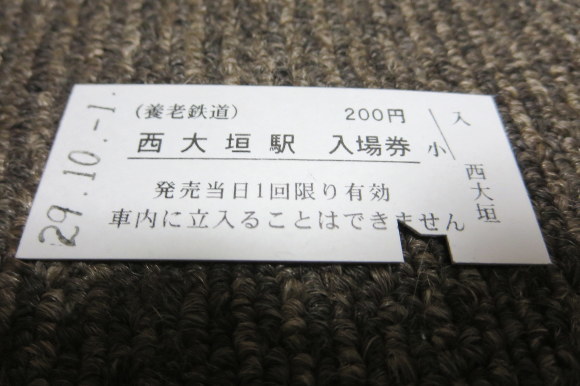 29.10.-1.
(養老鉄道) 200円
西大垣駅 入場券
発売当日1回限り有効
車内に立入ることはできません
入
小
西大垣